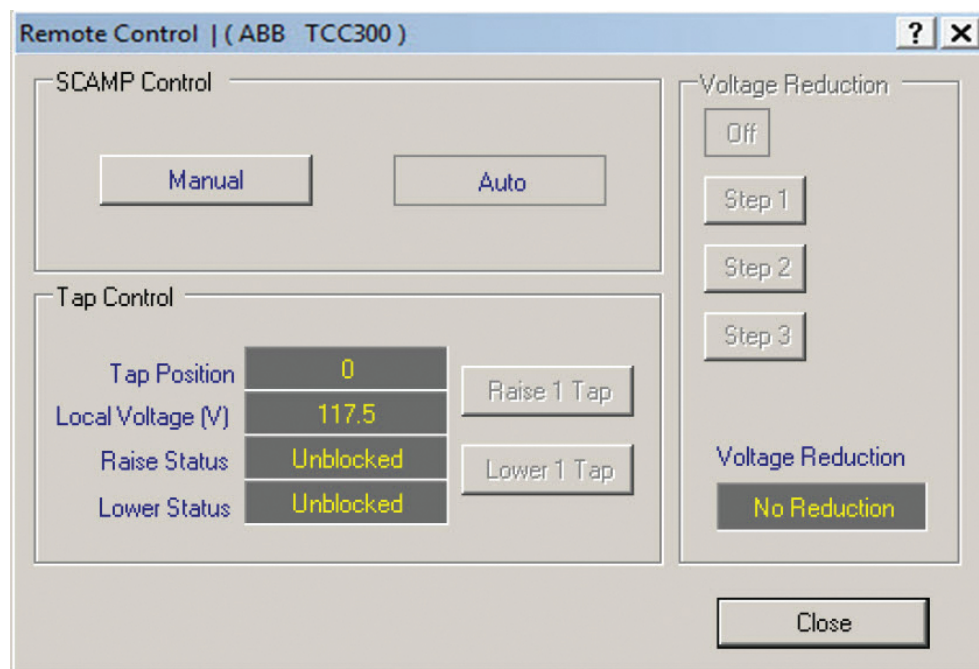 Remote Control | ( ABB TCC300 )
? X
SCAMP Control
Manual
Auto
Tap Control
Tap Position 0
Local Voltage (V) 117.5
Raise Status Unblocked
Lower Status Unblocked
Raise 1 Tap
Lower 1 Tap
Voltage Reduction
Off
Step 1
Step 2
Step 3
Voltage Reduction
No Reduction
Close